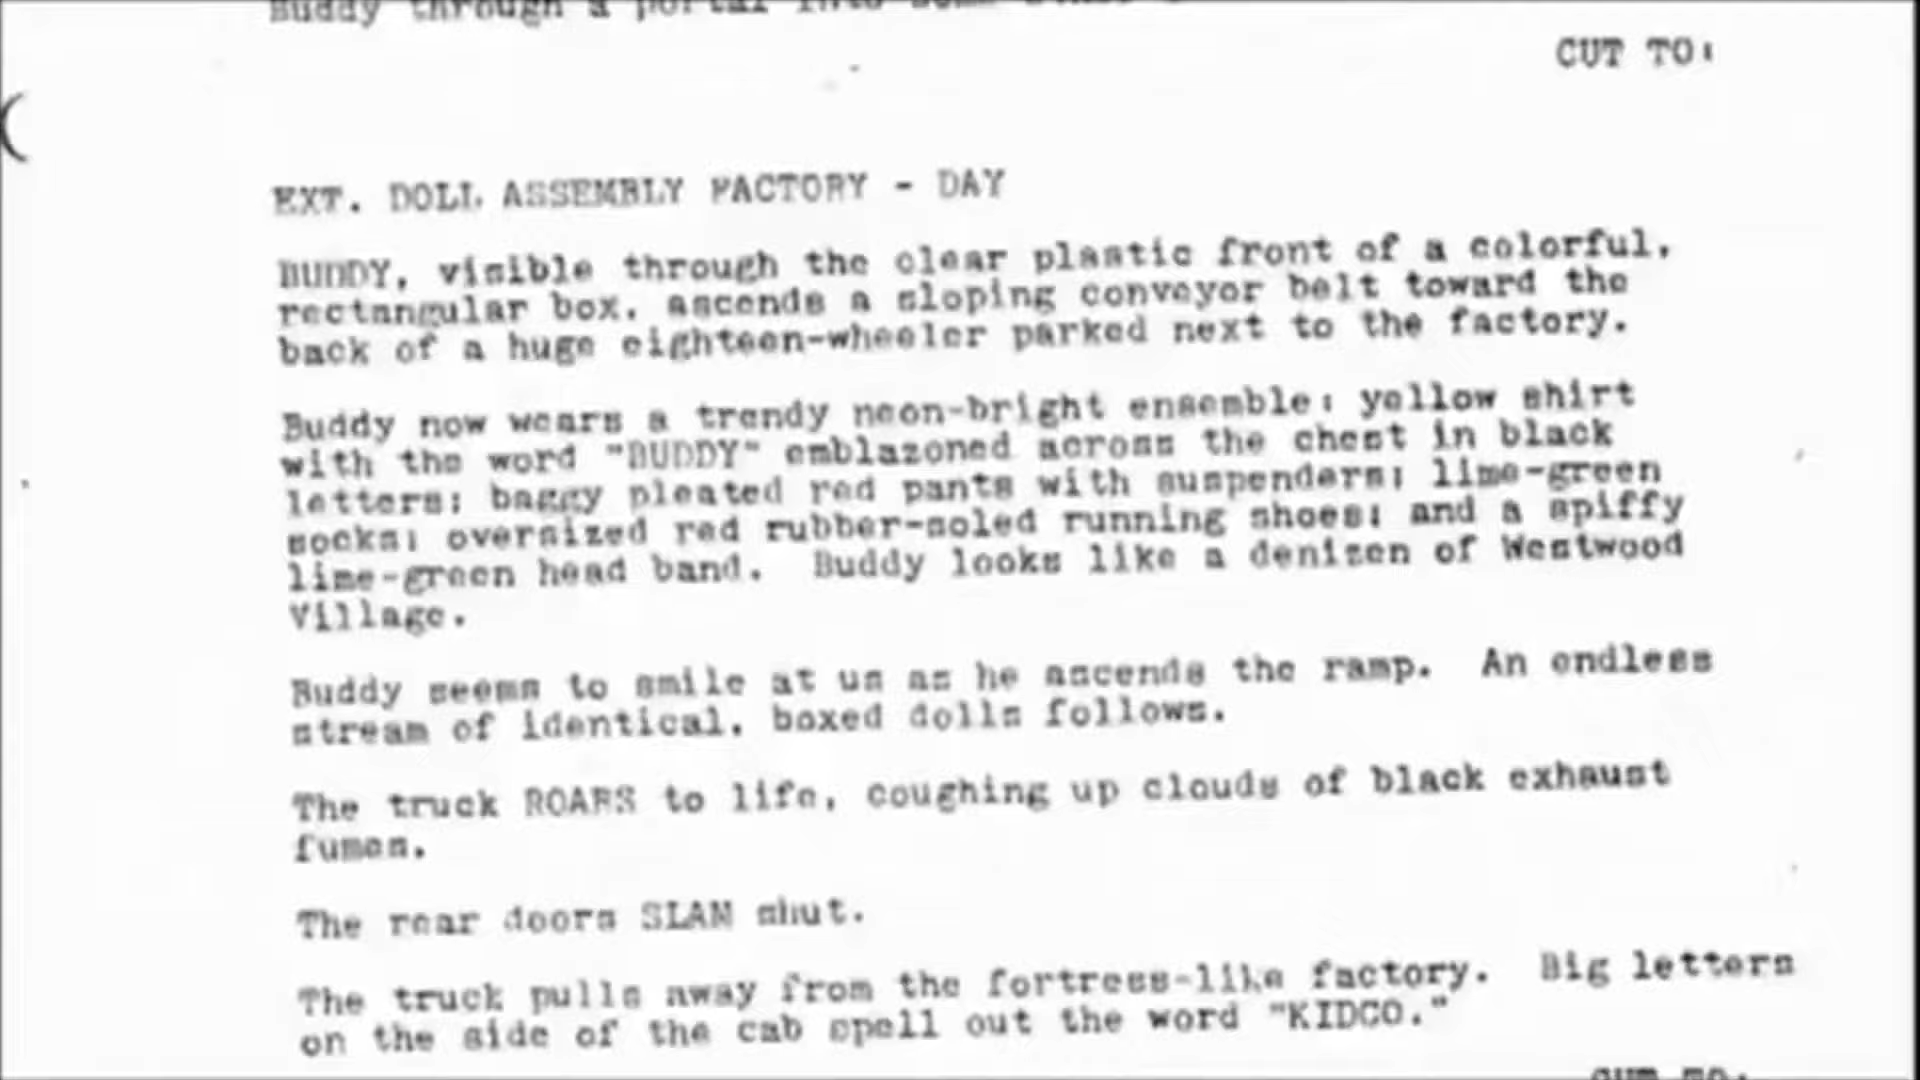 Buddy through a portal into some
CUT TO:
EXT. DOLL ASSEMBLY FACTORY - DAY
BUDDY, visible through the clear plastic front of a colorful,
rectangular box, ascends a sloping conveyor belt toward the
back of a huge eighteen-wheeler parked next to the factory.
Buddy now wears a trendy neon-bright ensemble: yellow shirt
with the word "BUDDY" emblazoned across the chest in black
letters; baggy pleated red pants with suspenders; lime-green
socks; oversized red rubber-soled running shoes; and a spiffy
lime-green head band. Buddy looks like a denizen of Westwood
Village.
Buddy seems to smile at us as he ascends the ramp. An endless
stream of identical, boxed dolls follows.
The truck ROARS to life, coughing up clouds of black exhaust
fumes.
The rear doors SLAM shut.
The truck pulls away from the fortress-like factory. Big letters
on the side of the cab spell out the word "KIDCO."
CUT TO: